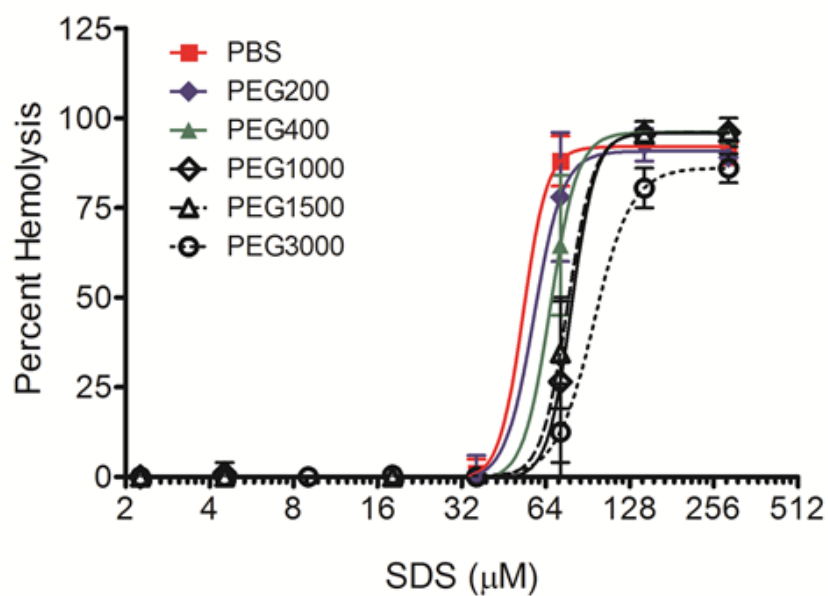 125
100
75
50
25
0
Percent Hemolysis
PBS
PEG200
PEG400
PEG1000
PEG1500
PEG3000
2 4 8 16 32 64 128 256 512
SDS (μM)